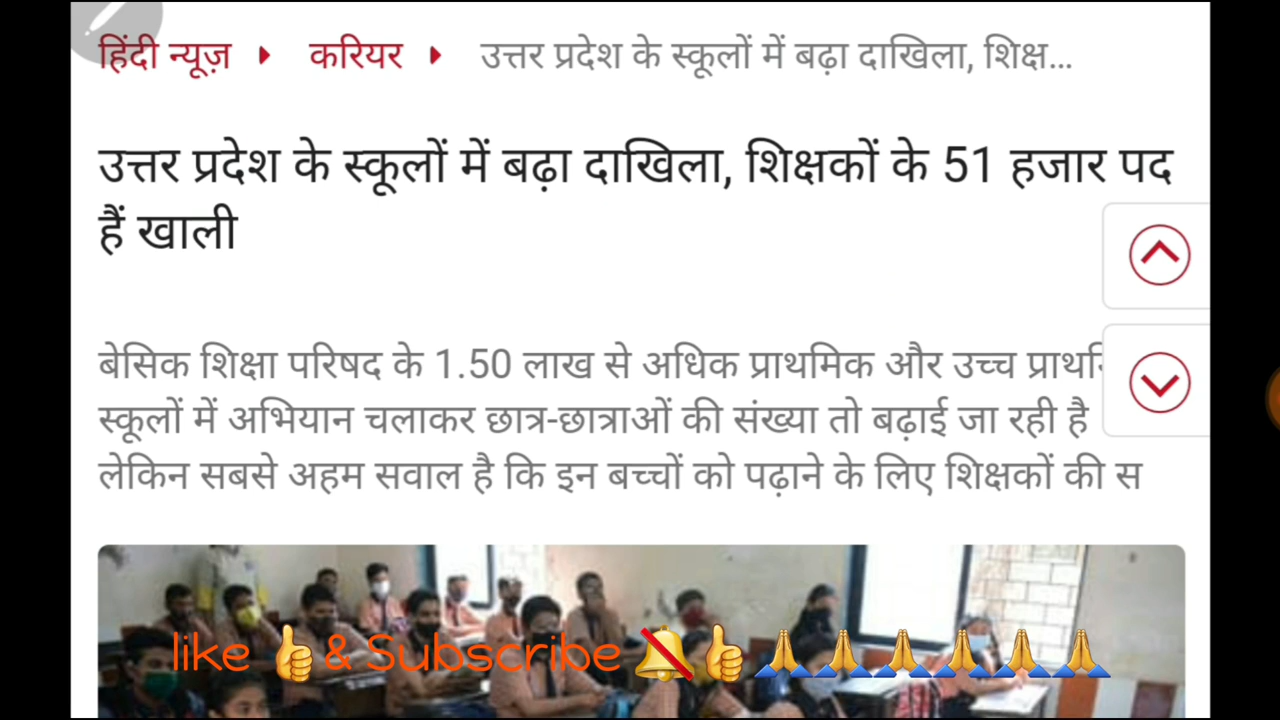 हिंदी न्यूज़ करियर उत्तर प्रदेश के स्कूलों में बढ़ा दाखिला, शिक्ष...
उत्तर प्रदेश के स्कूलों में बढ़ा दाखिला, शिक्षकों के 51 हजार पद
हैं खाली
बेसिक शिक्षा परिषद के 1.50 लाख से अधिक प्राथमिक और उच्च
स्कूलों में अभियान चलाकर छात्र-छात्राओं की संख्या तो बढ़ाई जा रही है
लेकिन सबसे अहम सवाल है कि इन बच्चों को पढ़ाने के लिए शिक्षकों की स
like 👍 & Subscribe 🔕👍🙏🙏🙏🙏🙏🙏